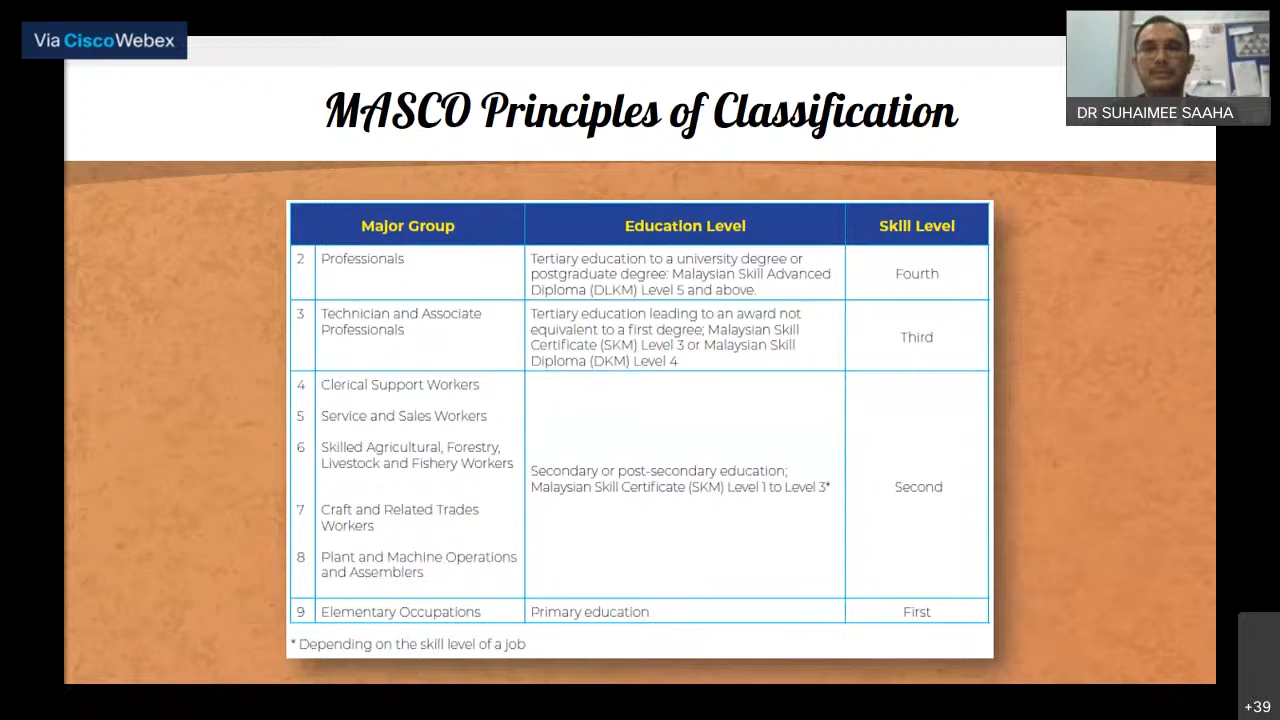 Via CiscoWebex
DR SUHAIMEE SAAHA
MASCO Principles of Classification
Major Group
Education Level
Skill Level
2
Professionals
Tertiary education to a university degree or
postgraduate degree: Malaysian Skill Advanced
Diploma (DLKM) Level 5 and above.
Fourth
3
Technician and Associate
Professionals
Tertiary education leading to an award not
equivalent to a first degree; Malaysian Skill
Certificate (SKM) Level 3 or Malaysian Skill
Diploma (DKM) Level 4
Third
4
Clerical Support Workers
5
Service and Sales Workers
6
Skilled Agricultural, Forestry,
Livestock and Fishery Workers
7
Craft and Related Trades
Workers
8
Plant and Machine Operations
and Assemblers
Secondary or post-secondary education;
Malaysian Skill Certificate (SKM) Level 1 to Level 3*
Second
9
Elementary Occupations
Primary education
First
* Depending on the skill level of a job
+39